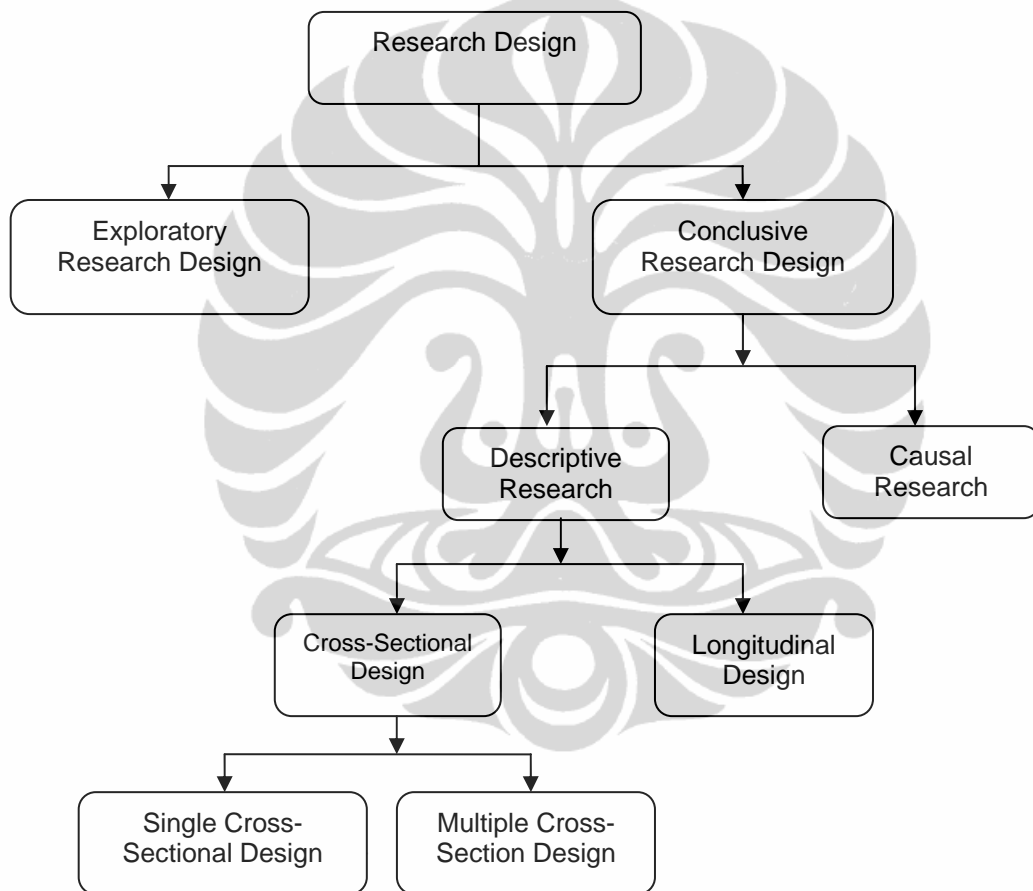 Research Design
Exploratory
Research Design
Conclusive
Research Design
Descriptive
Research
Causal
Research
Cross-Sectional
Design
Longitudinal
Design
Single Cross-
Sectional Design
Multiple Cross-
Section Design